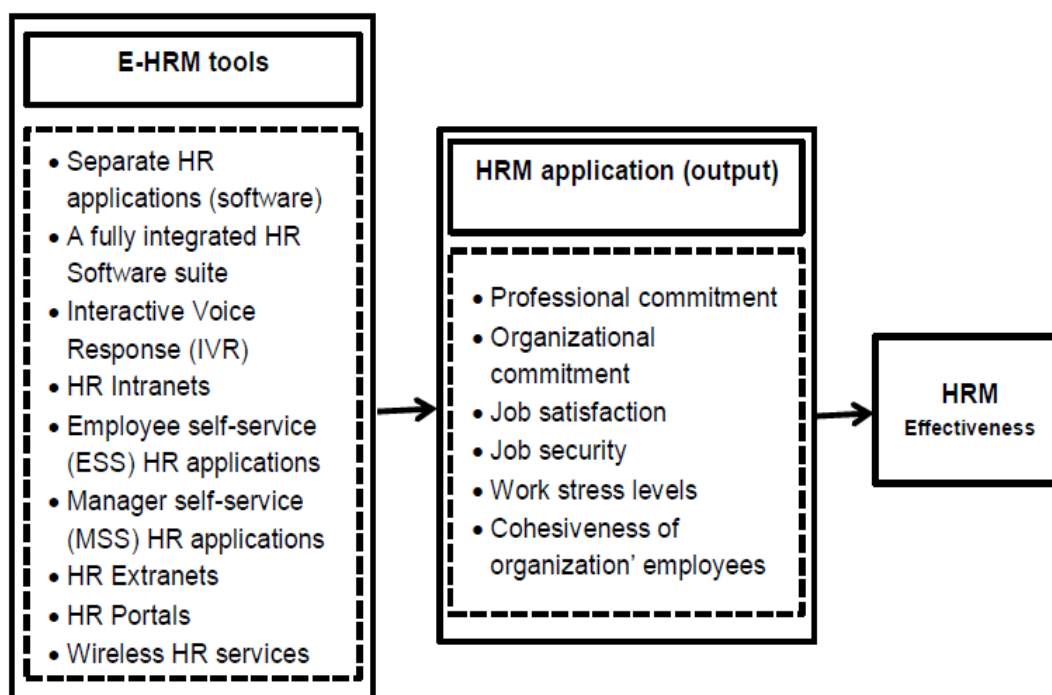 E-HRM tools
• Separate HR
applications (software)
• A fully integrated HR
Software suite
• Interactive Voice
Response (IVR)
• HR Intranets
• Employee self-service
(ESS) HR applications
• Manager self-service
(MSS) HR applications
• HR Extranets
• HR Portals
• Wireless HR services
HRM application (output)
• Professional commitment
• Organizational
commitment
• Job satisfaction
• Job security
• Work stress levels
• Cohesiveness of
organization' employees
HRM
Effectiveness